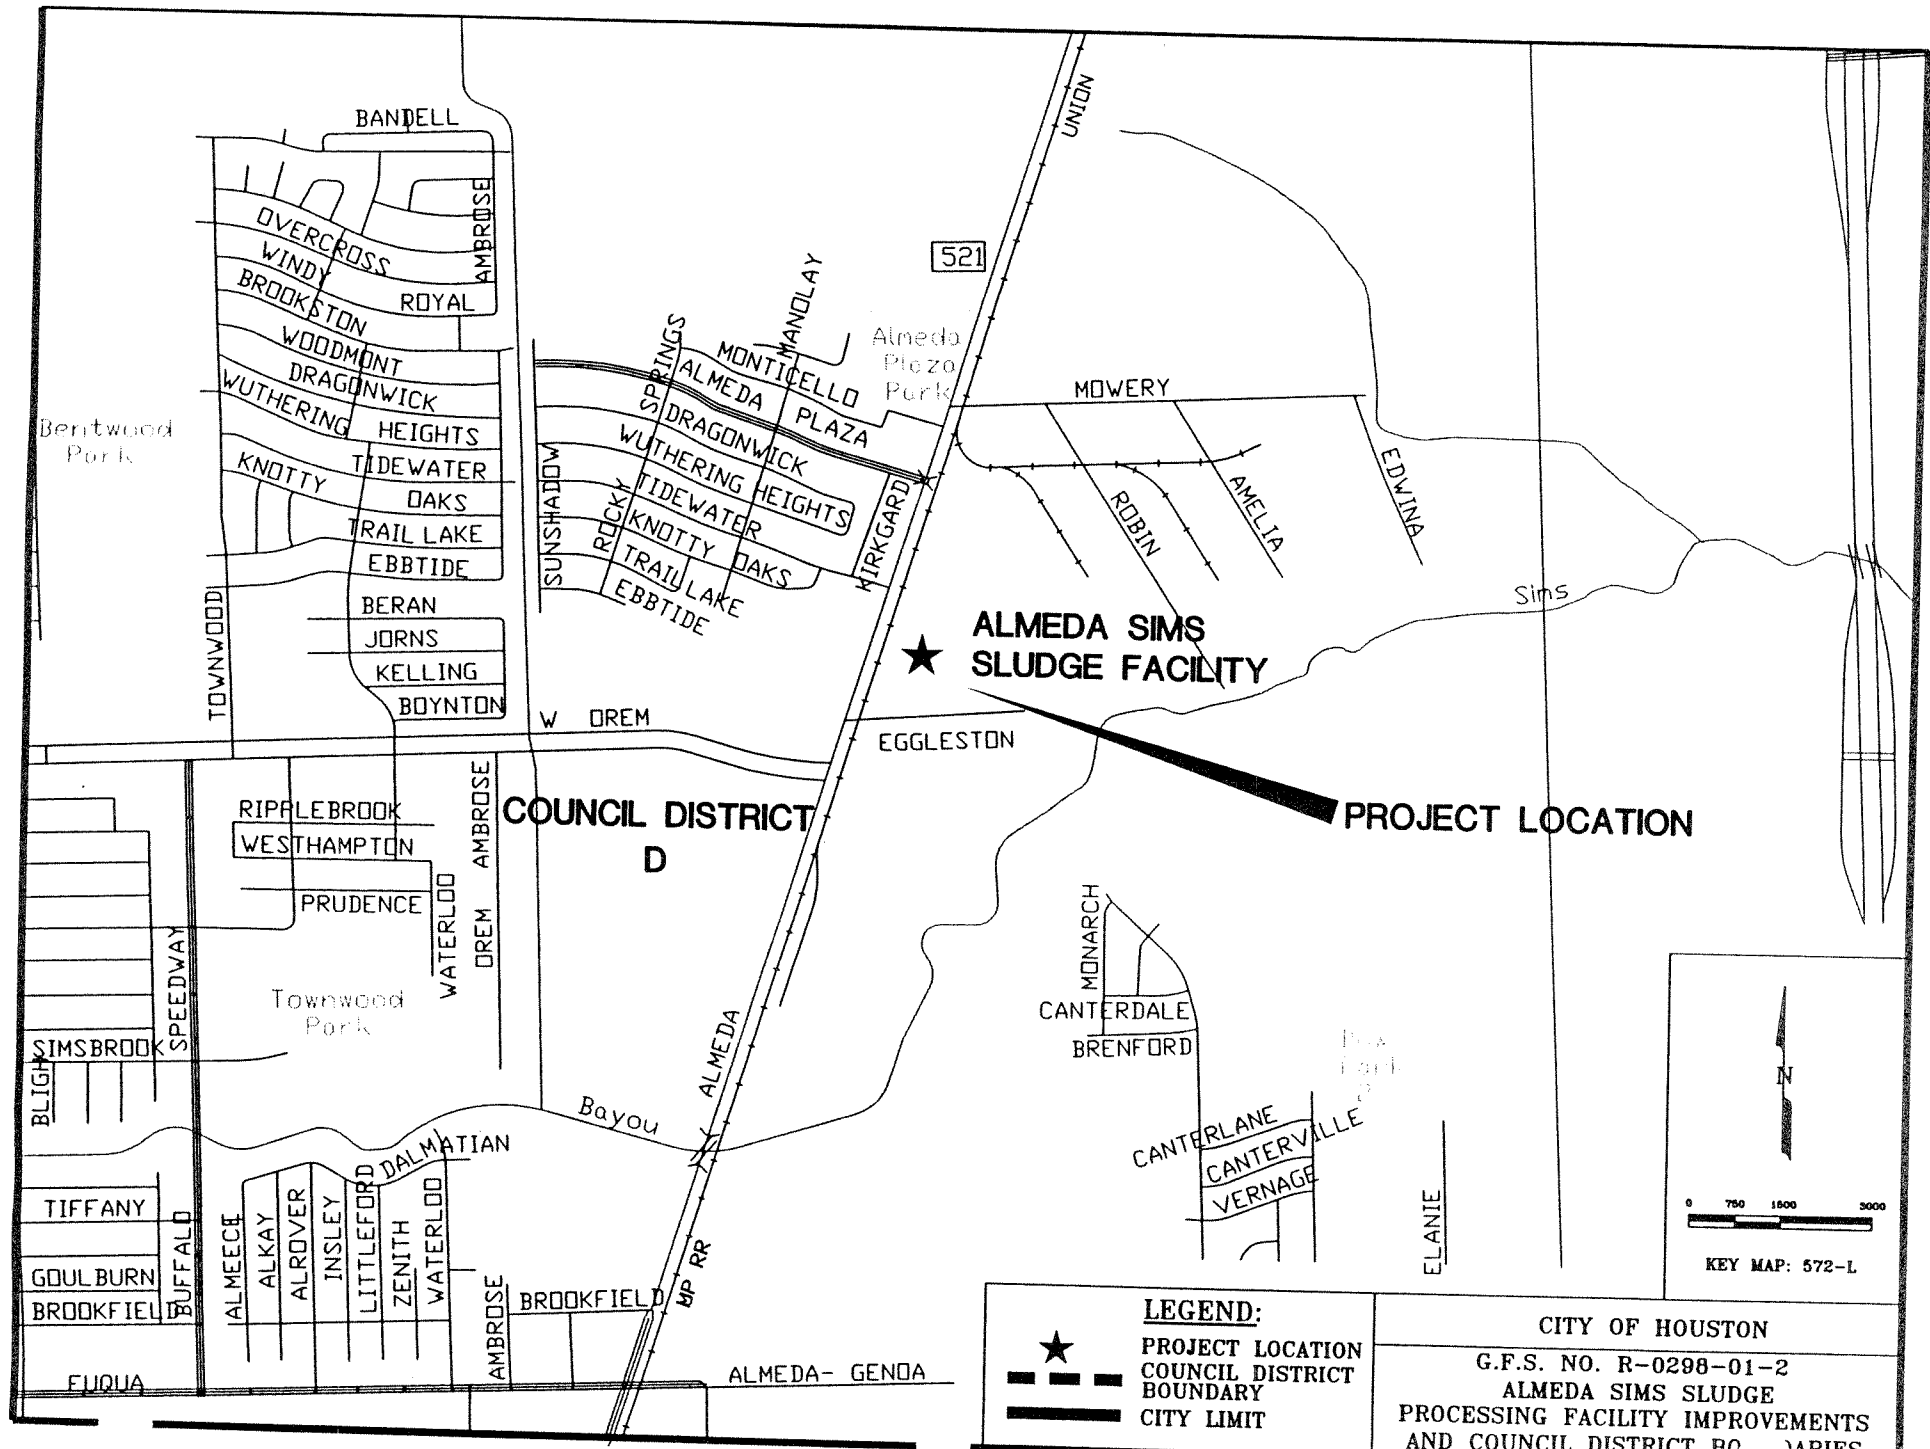 BANDELL
UNION
AMBROSE
OVERCROSS
WINDY
ROYAL
BROOKSTON
521
MANOLAY
SPRINGS
Almeda
Plaza
Park
MONTICELLO
ALMEDA PLAZA
WOODMONT
DRAGONWICK
WUTHERING
HEIGHTS
Bentwood
Park
TIDEWATER
KNOTTY
OAKS
TRAIL LAKE
EBBTIDE
SUNSHADOW
ROCKY
DRAGONWICK
WUTHERING HEIGHTS
TIDEWATER
KNOTTY OAKS
TRAIL LAKE
EBBTIDE
KIRKGARD
MOWERY
ROBIN
AMELIA
EDWINA
Sims
TOWNWOOD
BERAN
JORNS
KELLING
BOYNTON
W OREM
ALMEDA SIMS
SLUDGE FACILITY
EGGLESTON
PROJECT LOCATION
COUNCIL DISTRICT
D
RIPPLEBROOK
WESTHAMPTON
PRUDENCE
WATERLOO
AMBROSE
OREM
SPEEDWAY
Townwood
Park
SIMSBROOK
BLIGH
ALMEDA
Bayou
MONARCH
CANTERDALE
BRENFORD
Park
CANTERLANE
CANTERVILLE
VERNAGE
ELANIE
DALMATIAN
TIFFANY
GOULBURN
BROOKFIELD
BUFFALO
ALMEECE
ALKAY
ALROVER
INSLEY
LITTLEFORD
ZENITH
WATERLOO
AMBROSE
BROOKFIELD
MP RR
FUQUA
ALMEDA- GENOA
N
0 750 1500 3000
KEY MAP: 572-L
LEGEND:
PROJECT LOCATION
COUNCIL DISTRICT
BOUNDARY
CITY LIMIT
CITY OF HOUSTON
G.F.S. NO. R-0298-01-2
ALMEDA SIMS SLUDGE
PROCESSING FACILITY IMPROVEMENTS
AND COUNCIL DISTRICT